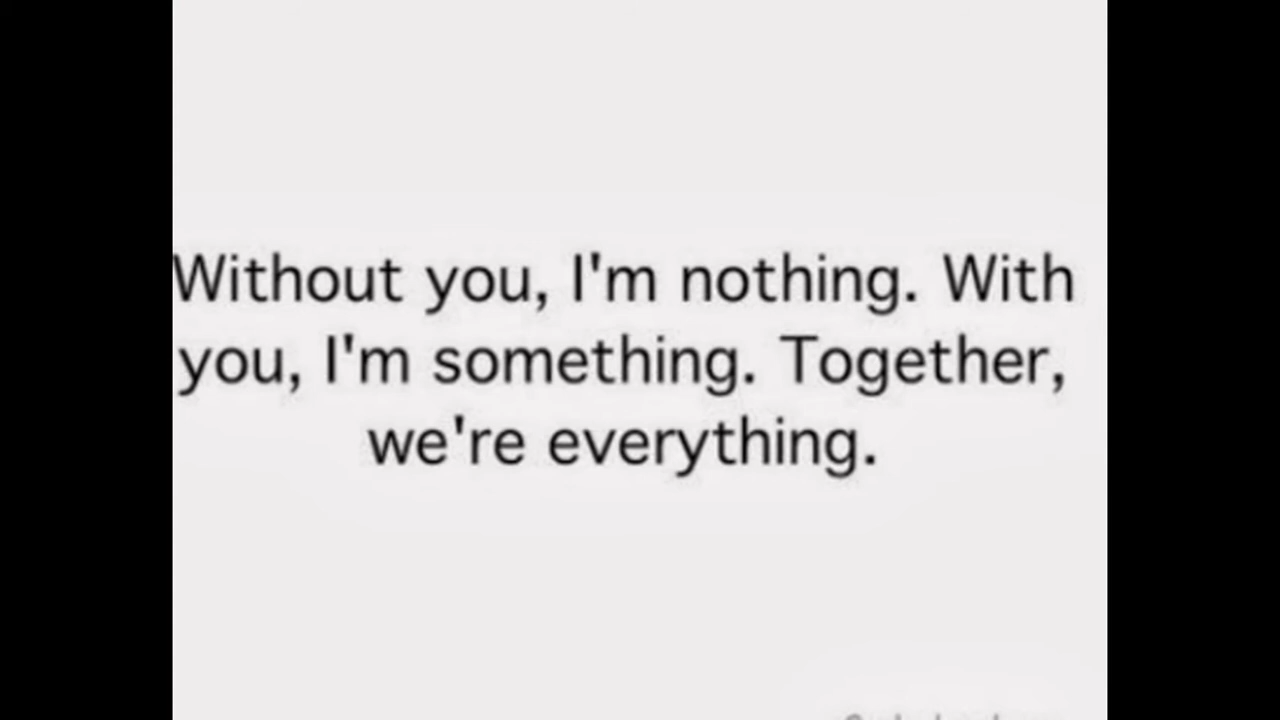 Without you, I'm nothing. With
you, I'm something. Together,
we're everything.